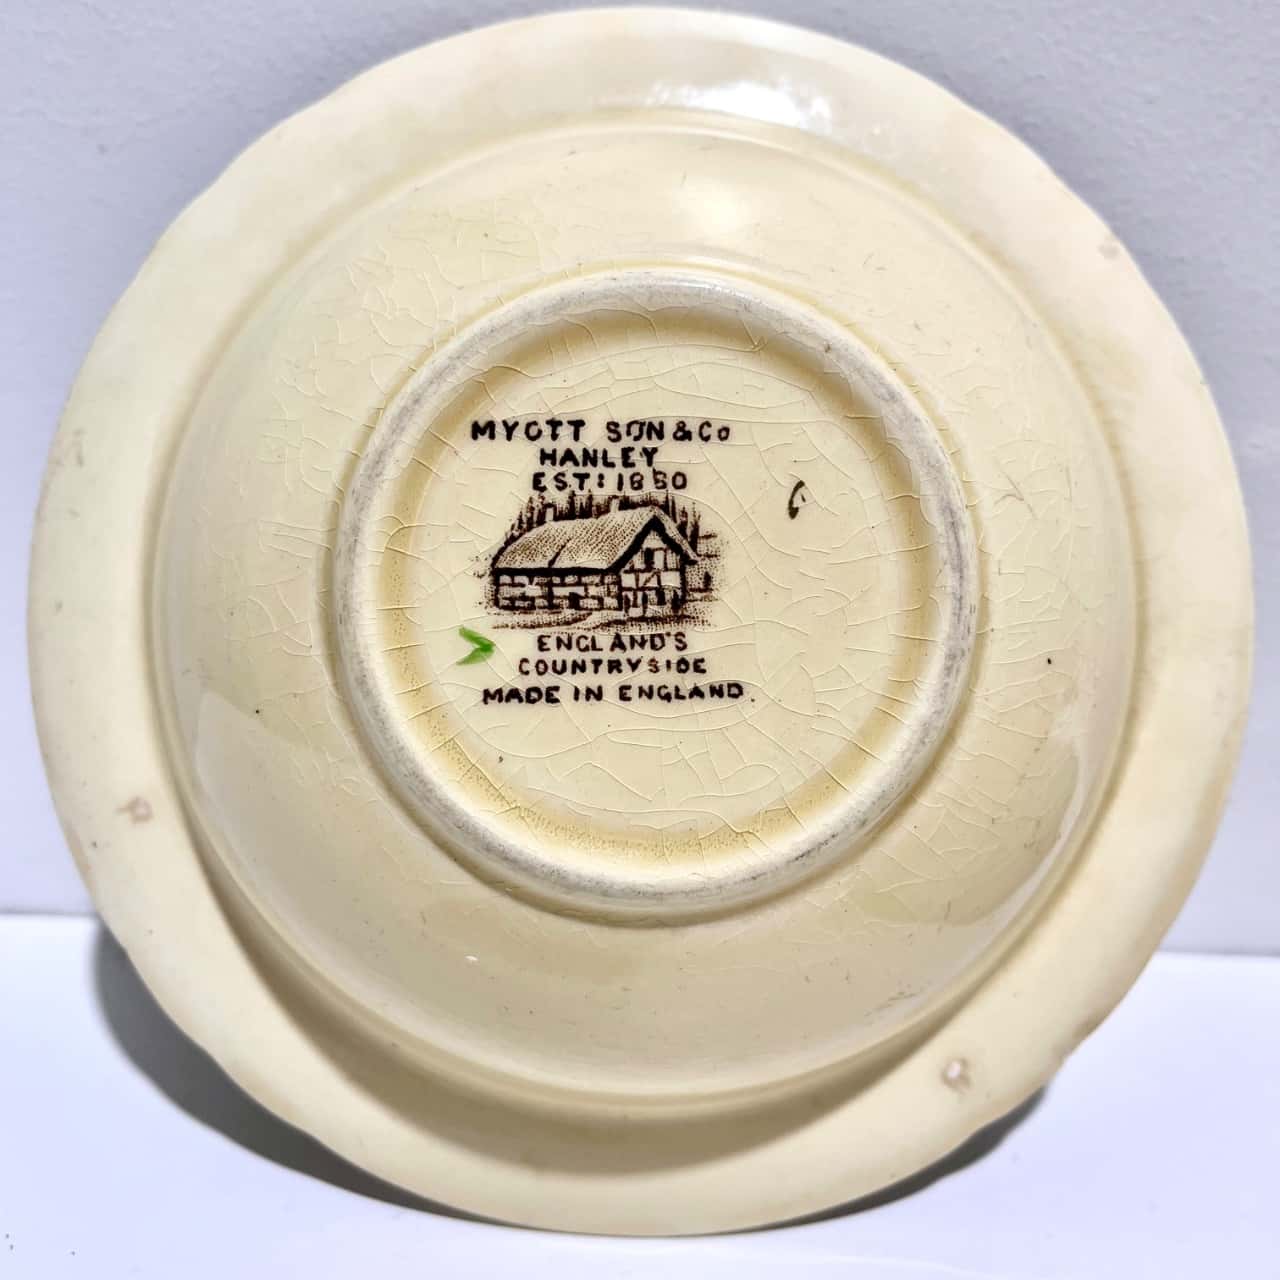 MYOTT SON & Co
HANLEY
EST: 1880
ENGLAND'S
COUNTRYSIDE
MADE IN ENGLAND.